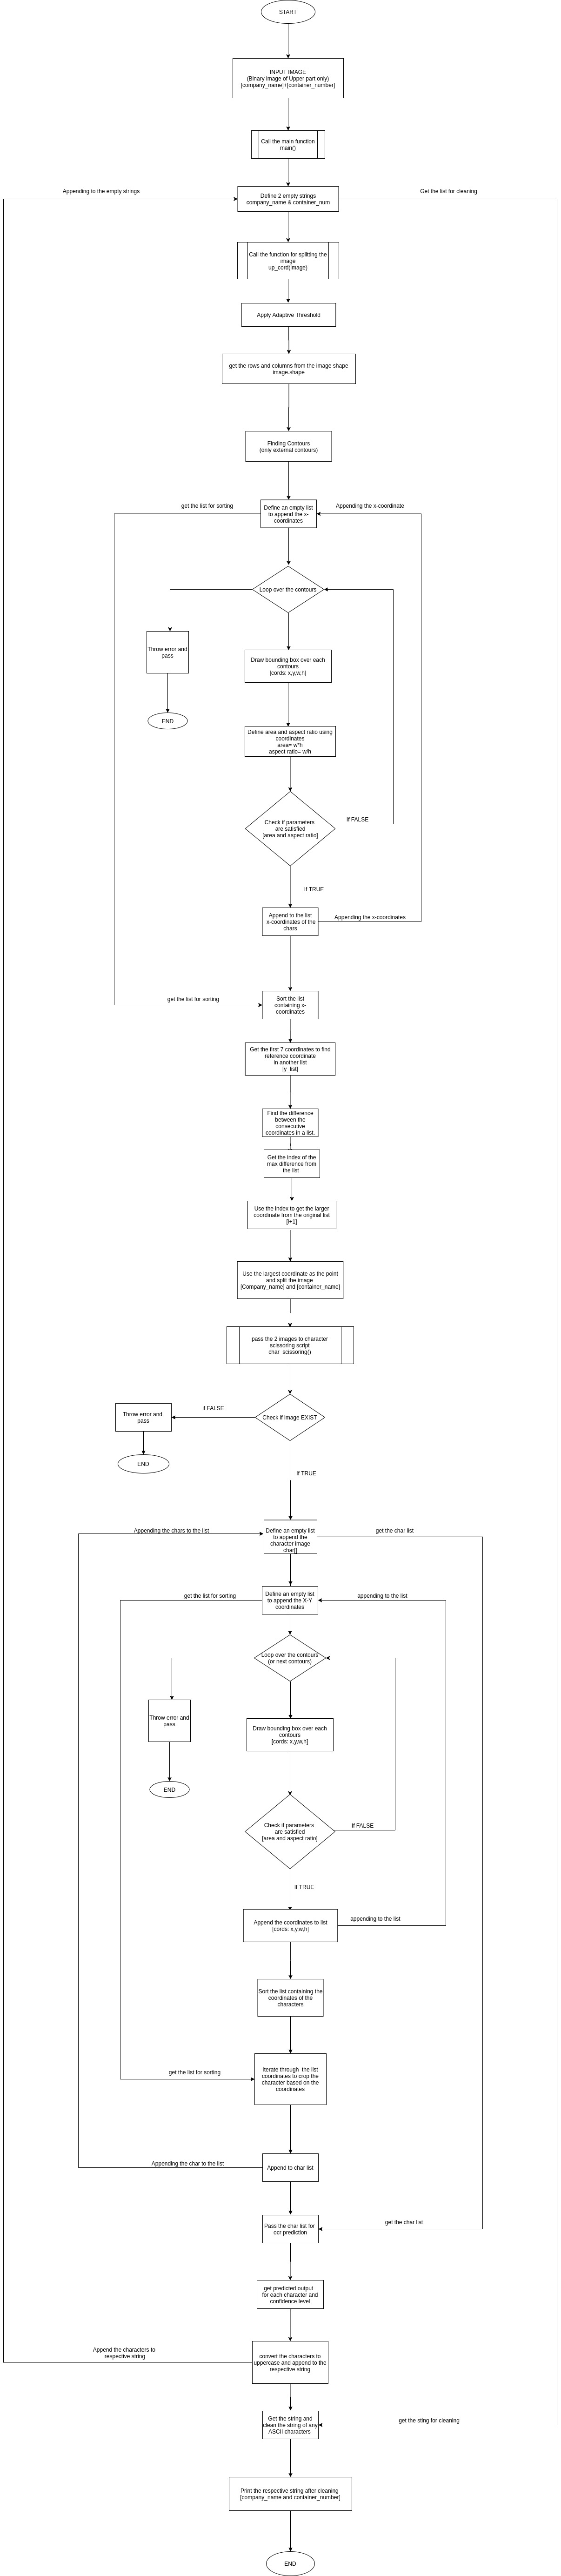 START
INPUT IMAGE
(Binary image of Upper part only)
[company_name]+[container_number]
Call the main function
main()
Appending to the empty strings
Define 2 empty strings
company_name & container_num
Get the list for cleaning
Call the function for splitting the
image
up_cord(image)
Apply Adaptive Threshold
get the rows and columns from the image shape
image.shape
Finding Contours
(only external contours)
get the list for sorting
Define an empty list
to append the x-
coordinates
Appending the x-coordinate
Loop over the contours
Throw error and
pass
END
Draw bounding box over each
contours
[cords: x,y,w,h]
Define area and aspect ratio using
coordinates
area= w*h
aspect ratio= w/h
Check if parameters
are satisfied
[area and aspect ratio]
If FALSE
If TRUE
Append to the list
x-coordinates of the
chars
Appending the x-coordinates
get the list for sorting
Sort the list
containing x-
coordinates
Get the first 7 coordinates to find
reference coordinate
in another list
[y_list]
Find the difference
between the
consecutive
coordinates in a list.
Get the index of the
max difference from
the list
Use the index to get the larger
coordinate from the original list
[i+1]
Use the largest coordinate as the point
and split the image
[Company_name] and [container_name]
pass the 2 images to character
scissoring script
char_scissoring()
if FALSE
Check if image EXIST
Throw error and
pass
END
If TRUE
Appending the chars to the list
Define an empty list
to append the
character image
char[]
get the char list
get the list for sorting
Define an empty list
to append the X-Y
coordinates
appending to the list
Loop over the contours
(or next contours)
Throw error and
pass
END
Draw bounding box over each
contours
[cords: x,y,w,h]
Check if parameters
are satisfied
[area and aspect ratio]
If FALSE
If TRUE
Append the coordinates to list
[cords: x,y,w,h]
appending to the list
Sort the list containing the
coordinates of the
characters
get the list for sorting
Iterate through the list
coordinates to crop the
character based on the
coordinates
Appending the char to the list
Append to char list
Pass the char list for
ocr prediction
get the char list
get predicted output
for each character and
confidence level
Append the characters to
respective string
convert the characters to
uppercase and append to the
respective string
Get the string and
clean the string of any
ASCII characters
get the sting for cleaning
Print the respective string after cleaning
[company_name and container_number]
END